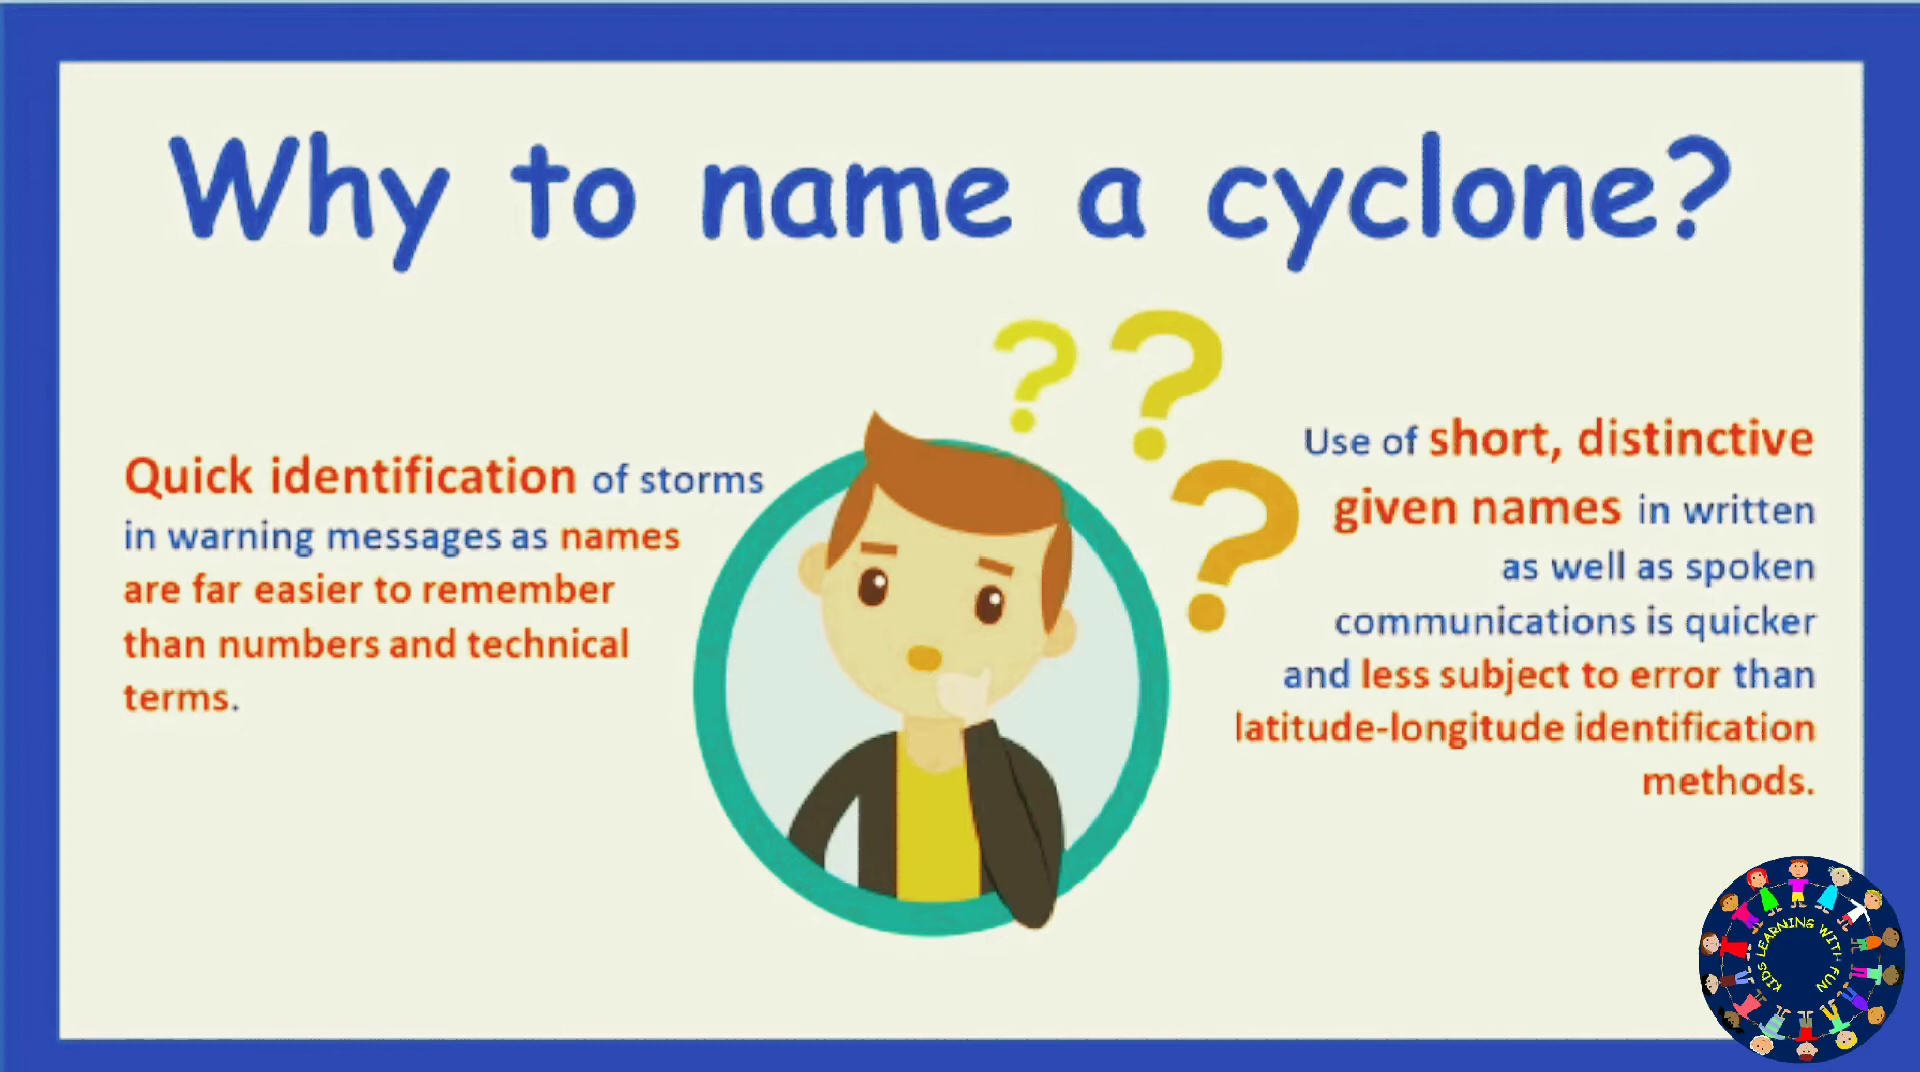 Why to name a cyclone?
Quick identification of storms
in warning messages as names
are far easier to remember
than numbers and technical
terms.
Use of short, distinctive
given names in written
as well as spoken
communications is quicker
and less subject to error than
latitude-longitude identification
methods.
KIDS LEARNING WITH FUN